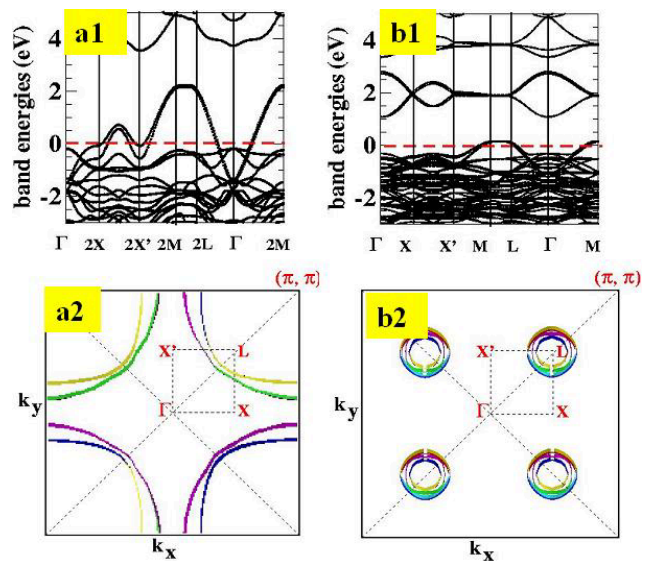 a1
b1
band energies (eV)
4
2
0
-2
band energies (eV)
4
2
0
-2
Γ 2X 2X' 2M 2L Γ 2M
Γ X X' M L Γ M
(π, π)
(π, π)
a2
b2
X' L
X' L
k_y
Γ X
k_y
Γ X
k_x
k_x